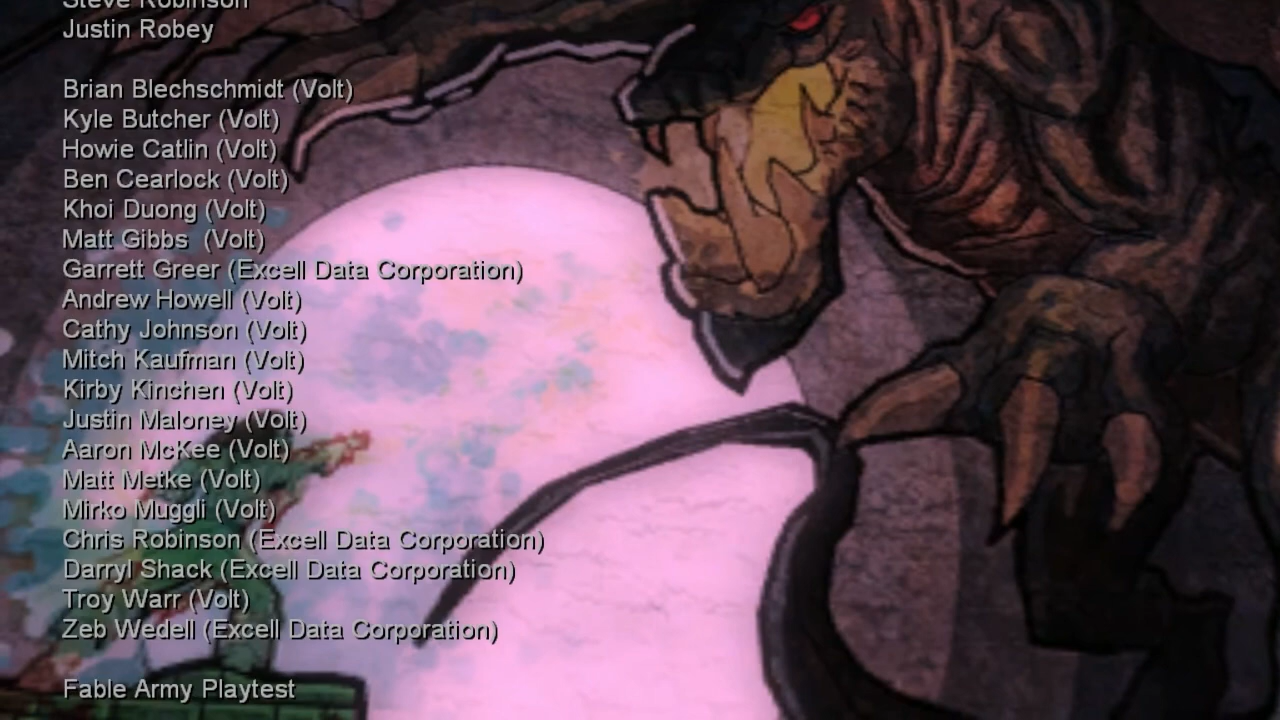 Steve Robinson
Justin Robey
Brian Blechschmidt (Volt)
Kyle Butcher (Volt)
Howie Catlin (Volt)
Ben Cearlock (Volt)
Khoi Duong (Volt)
Matt Gibbs  (Volt)
Garrett Greer (Excell Data Corporation)
Andrew Howell (Volt)
Cathy Johnson (Volt)
Mitch Kaufman (Volt)
Kirby Kinchen (Volt)
Justin Maloney (Volt)
Aaron McKee (Volt)
Matt Metke (Volt)
Mirko Muggli (Volt)
Chris Robinson (Excell Data Corporation)
Darryl Shack (Excell Data Corporation)
Troy Warr (Volt)
Zeb Wedell (Excell Data Corporation)
Fable Army Playtest